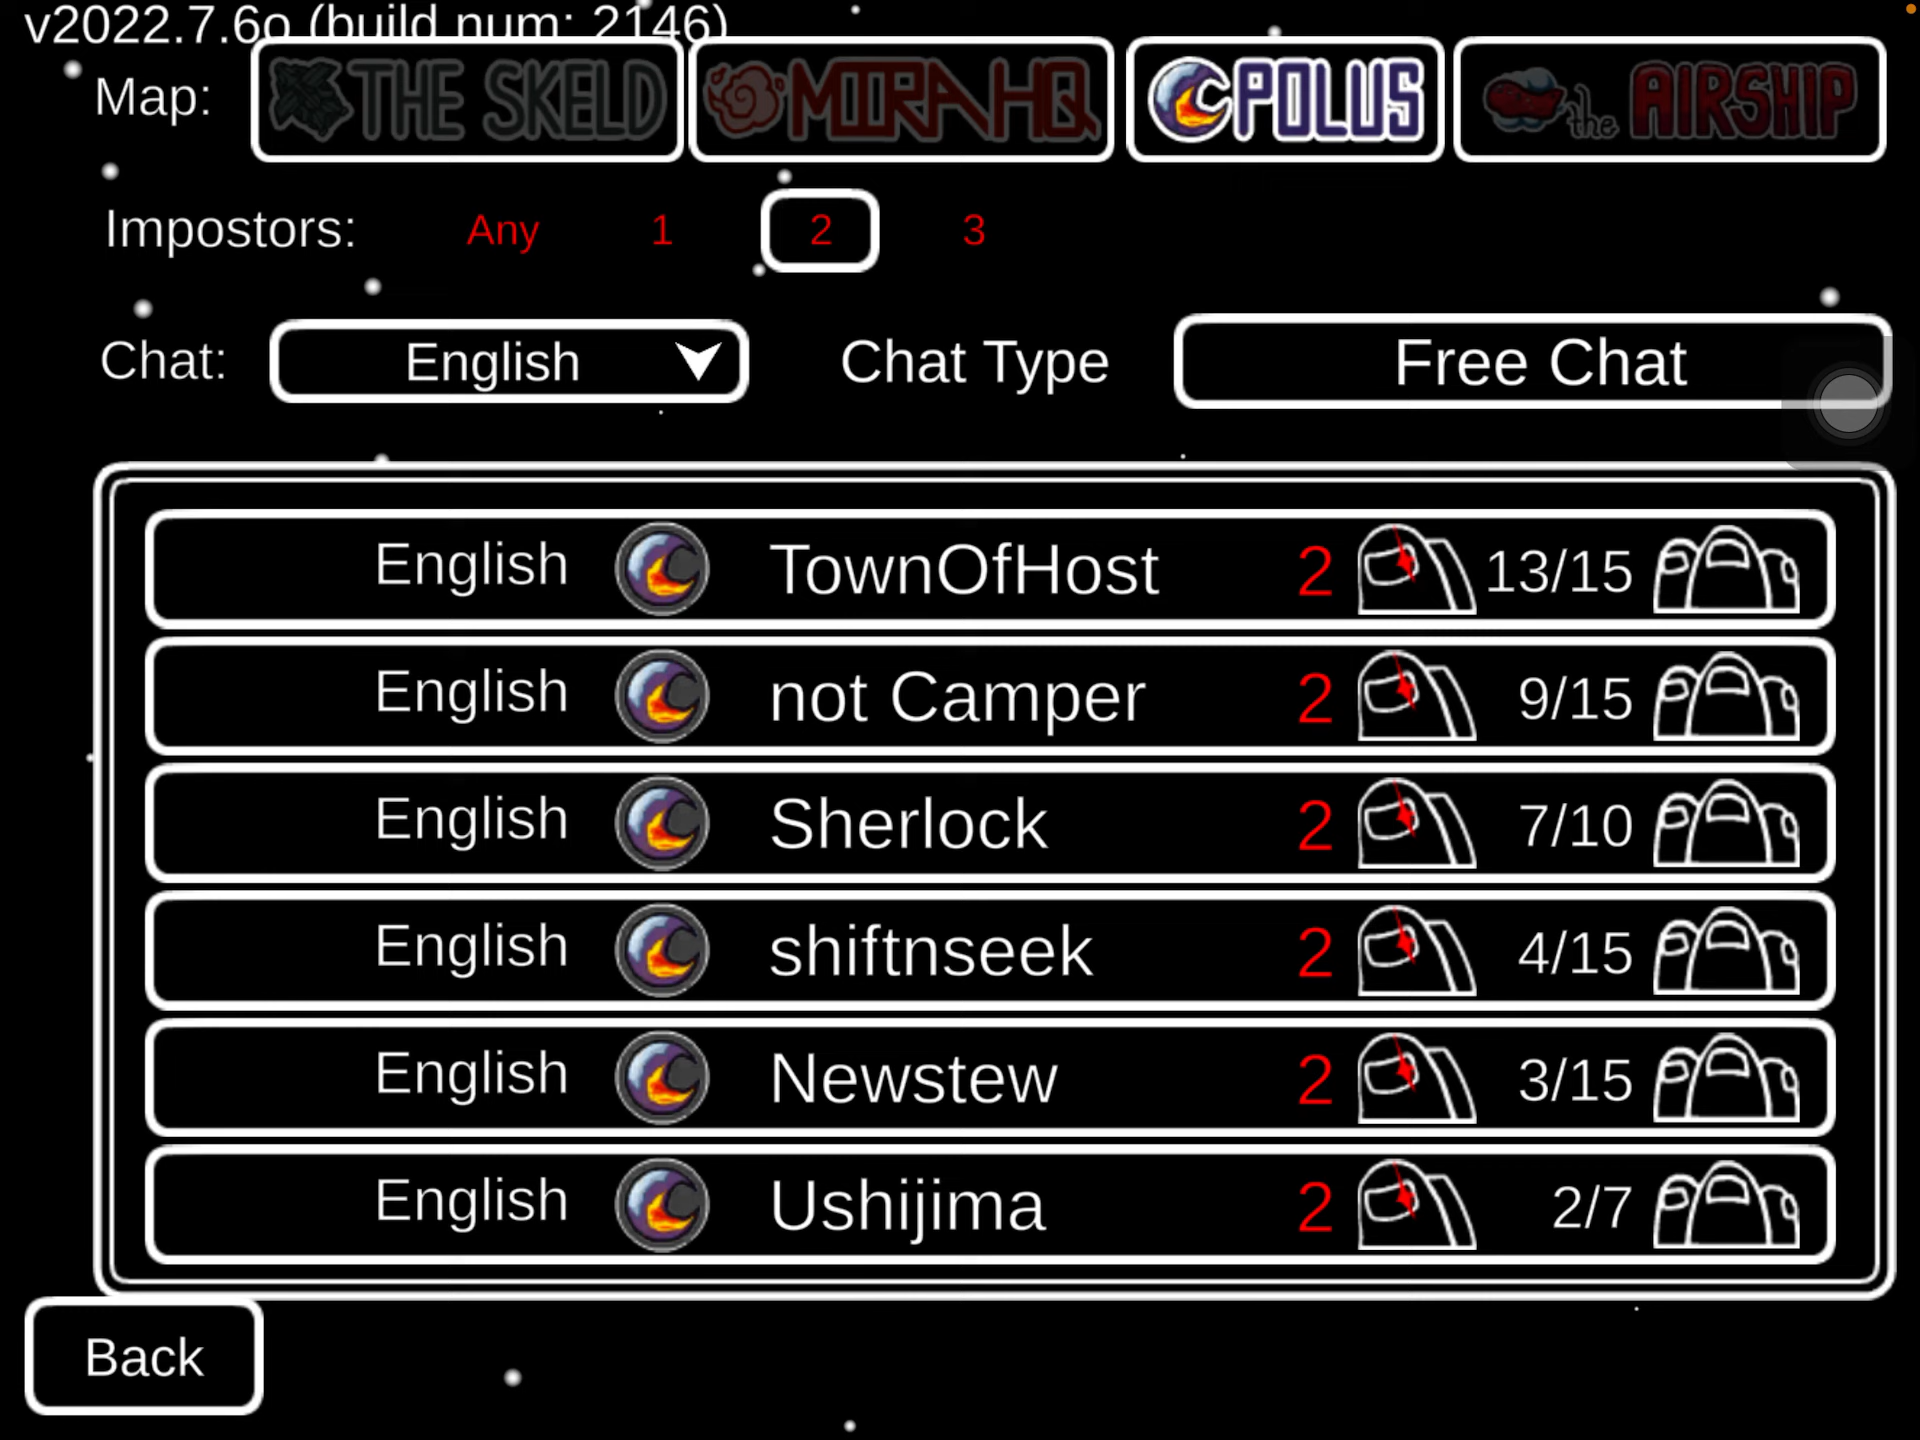 v2022.7.6o (build num: 2146)
Map: THE SKELD MIRA HQ POLUS the AIRSHIP
Impostors: Any 1 2 3
Chat: English Chat Type Free Chat
English TownOfHost 2 13/15
English not Camper 2 9/15
English Sherlock 2 7/10
English shiftnseek 2 4/15
English Newstew 2 3/15
English Ushijima 2 2/7
Back